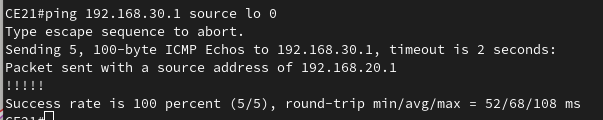 CE21#ping 192.168.30.1 source lo 0
Type escape sequence to abort.
Sending 5, 100-byte ICMP Echos to 192.168.30.1, timeout is 2 seconds:
Packet sent with a source address of 192.168.20.1
!!!!!
Success rate is 100 percent (5/5), round-trip min/avg/max = 52/68/108 ms
CE21#